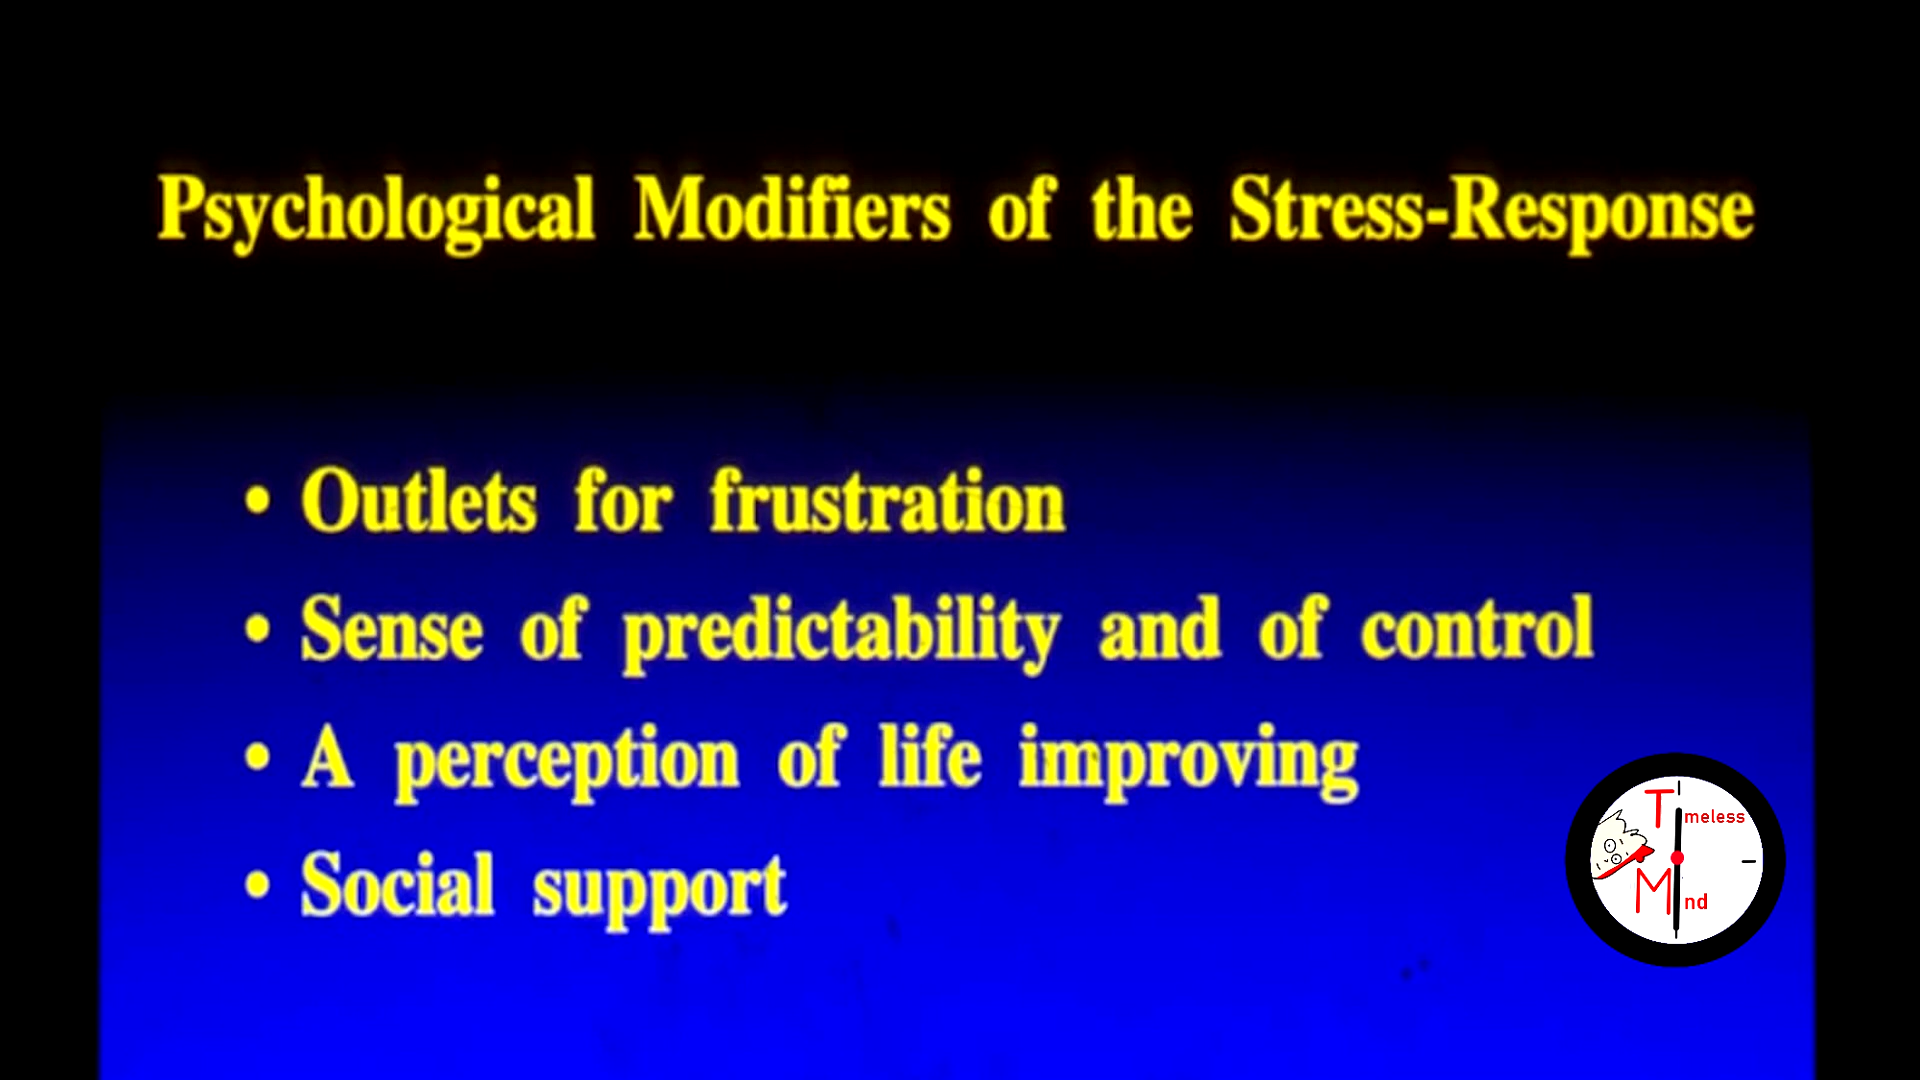 Psychological Modifiers of the Stress-Response
• Outlets for frustration
• Sense of predictability and of control
• A perception of life improving
• Social support
Timeless
Mind